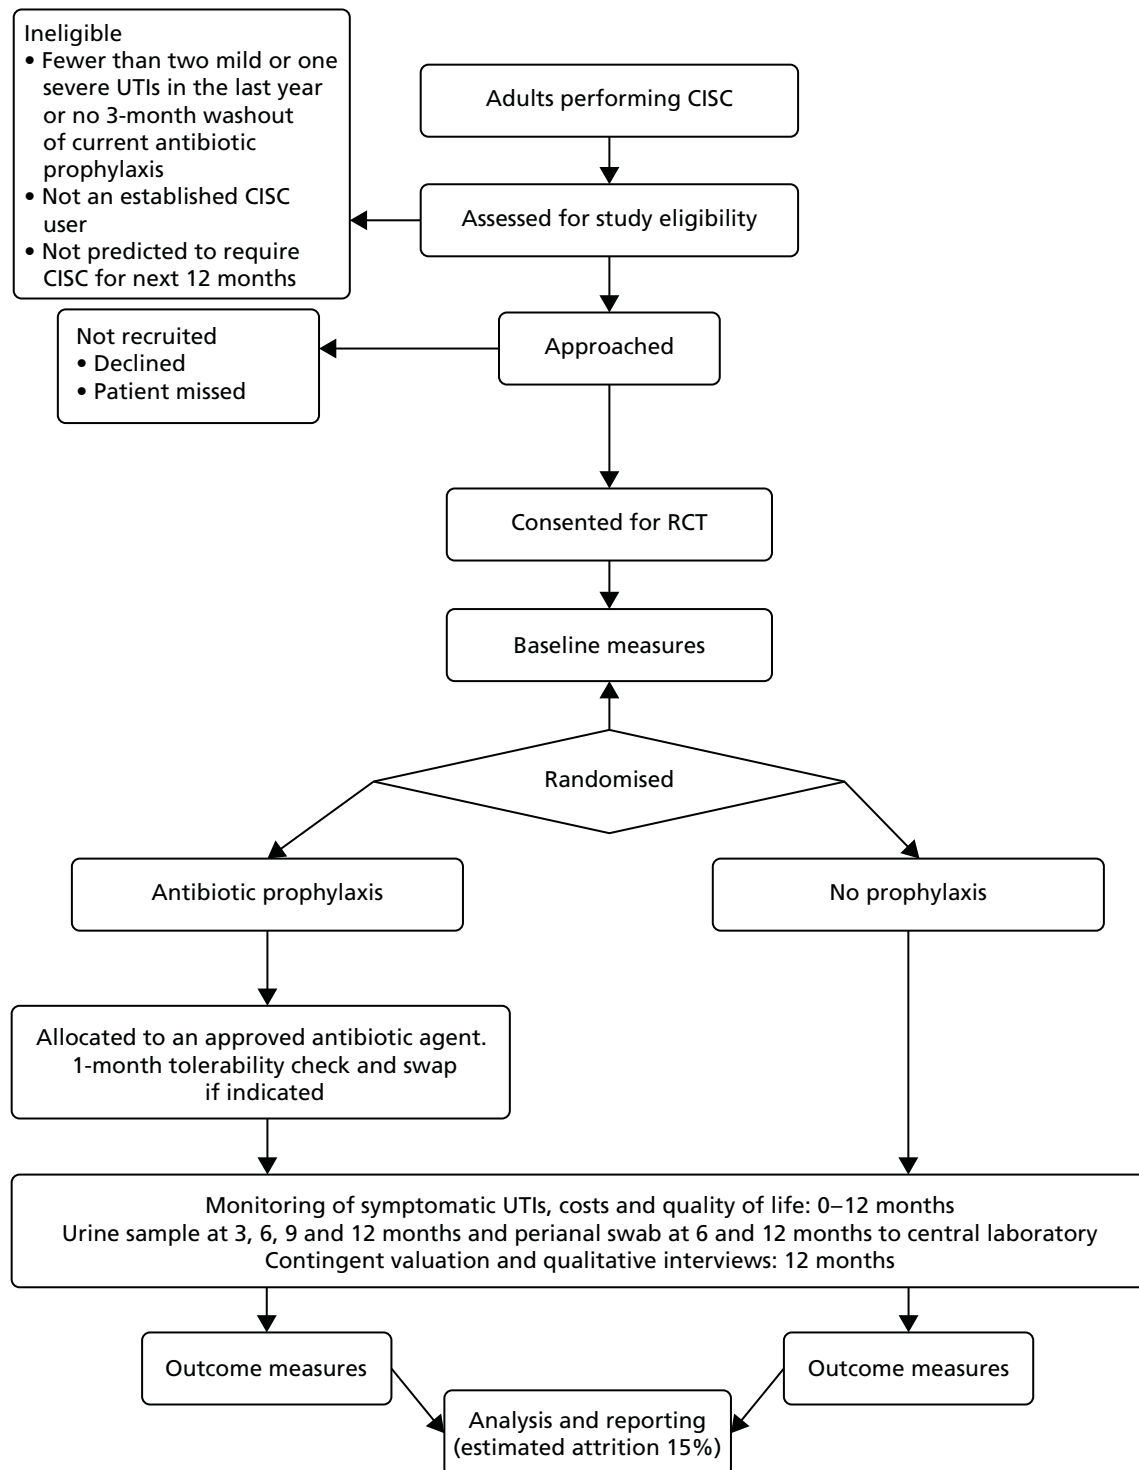 Ineligible
• Fewer than two mild or one
severe UTIs in the last year
or no 3-month washout
of current antibiotic
prophylaxis
• Not an established CISC
user
• Not predicted to require
CISC for next 12 months
Adults performing CISC
Assessed for study eligibility
Approached
Not recruited
• Declined
• Patient missed
Consented for RCT
Baseline measures
Randomised
Antibiotic prophylaxis
No prophylaxis
Allocated to an approved antibiotic agent.
1-month tolerability check and swap
if indicated
Monitoring of symptomatic UTIs, costs and quality of life: 0–12 months
Urine sample at 3, 6, 9 and 12 months and perianal swab at 6 and 12 months to central laboratory
Contingent valuation and qualitative interviews: 12 months
Outcome measures
Outcome measures
Analysis and reporting
(estimated attrition 15%)